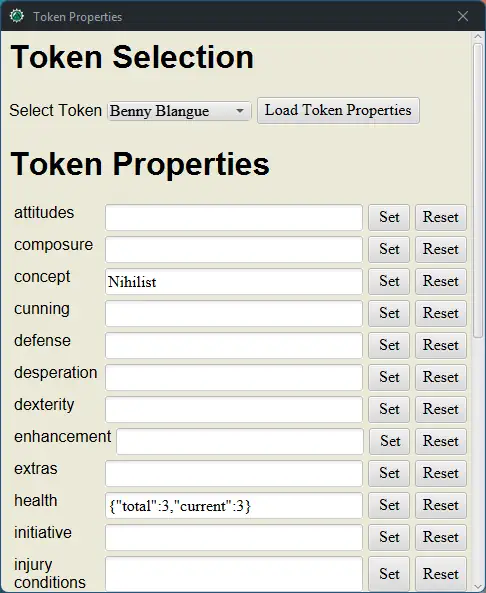 Token Properties
Token Selection
Select Token Benny Blangue Load Token Properties
Token Properties
attitudes Set Reset
composure Set Reset
concept Nihilist Set Reset
cunning Set Reset
defense Set Reset
desperation Set Reset
dexterity Set Reset
enhancement Set Reset
extras Set Reset
health {"total":3,"current":3} Set Reset
initiative Set Reset
injury
conditions Set Reset